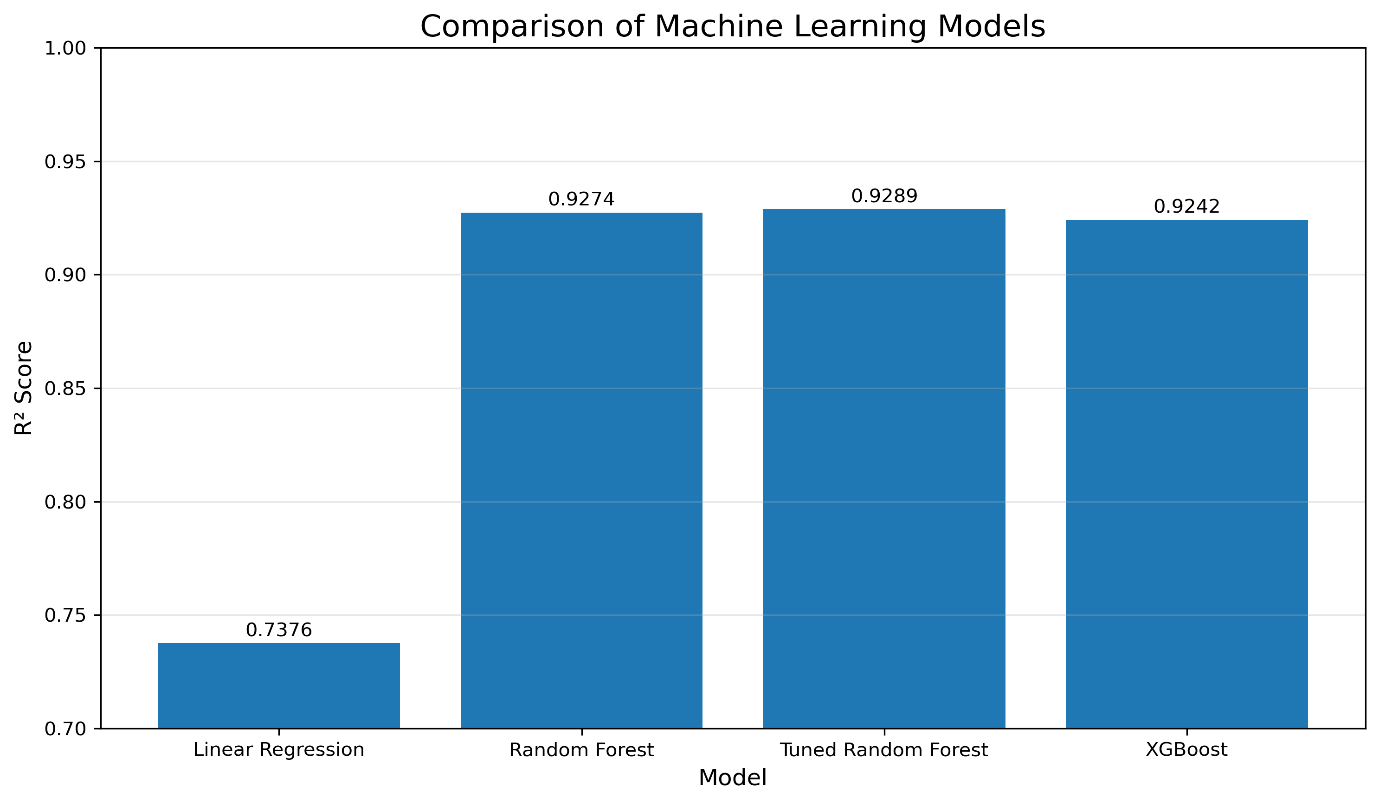 Comparison of Machine Learning Models
R² Score
1.00
0.95
0.90
0.85
0.80
0.75
0.70
0.7376
0.9274
0.9289
0.9242
Linear Regression
Random Forest
Tuned Random Forest
XGBoost
Model